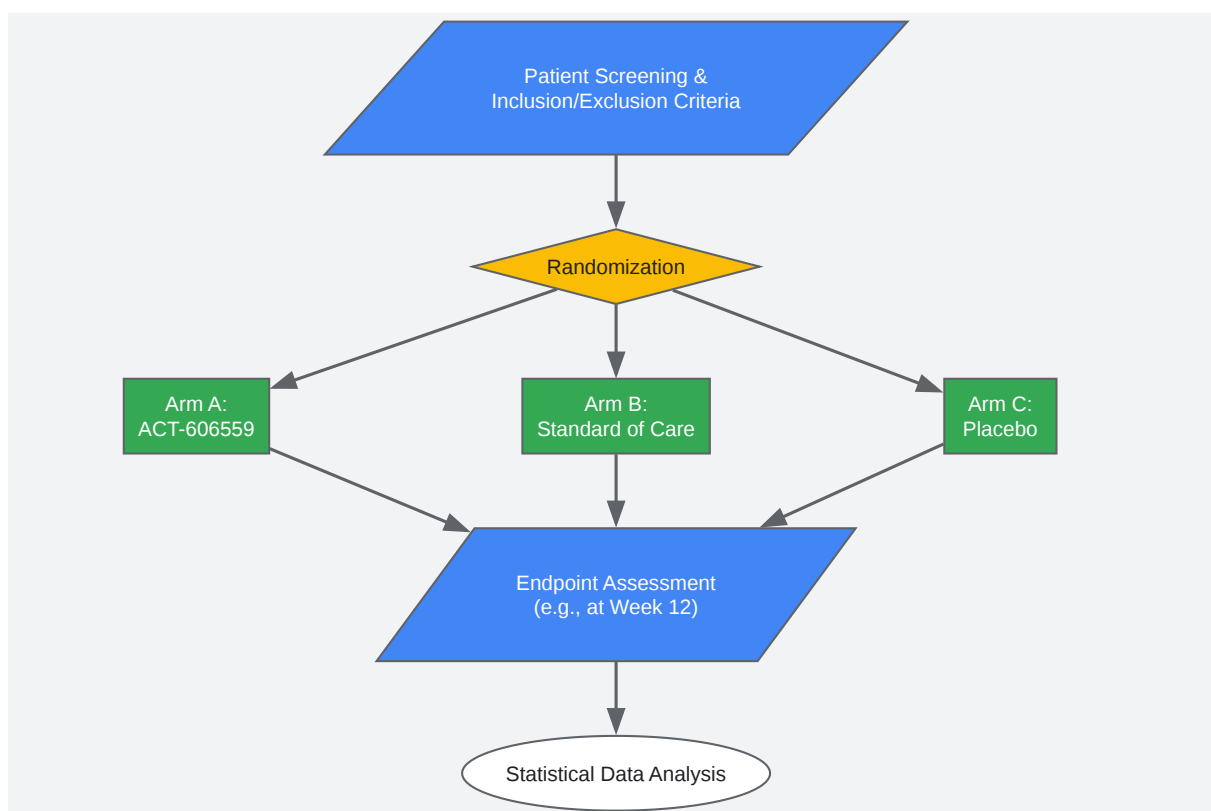 Patient Screening &
Inclusion/Exclusion Criteria
Randomization
Arm A:
ACT-606559
Arm B:
Standard of Care
Arm C:
Placebo
Endpoint Assessment
(e.g., at Week 12)
Statistical Data Analysis